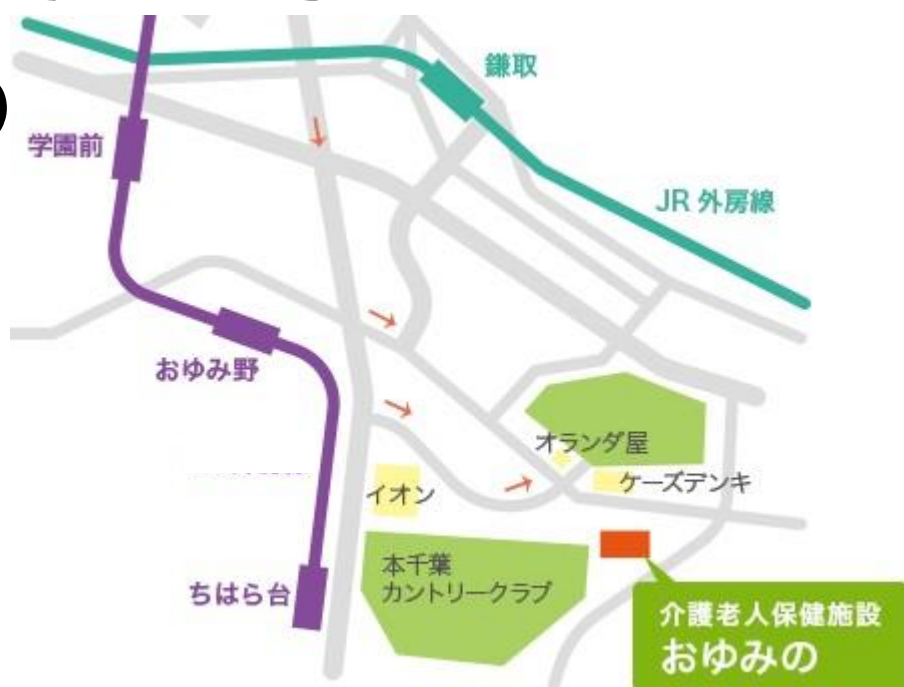 鎌取
学園前
JR 外房線
おゆみ野
オランダ屋
ケーズデンキ
イオン
本千葉
カントリークラブ
ちはら台
介護老人保健施設
おゆみの